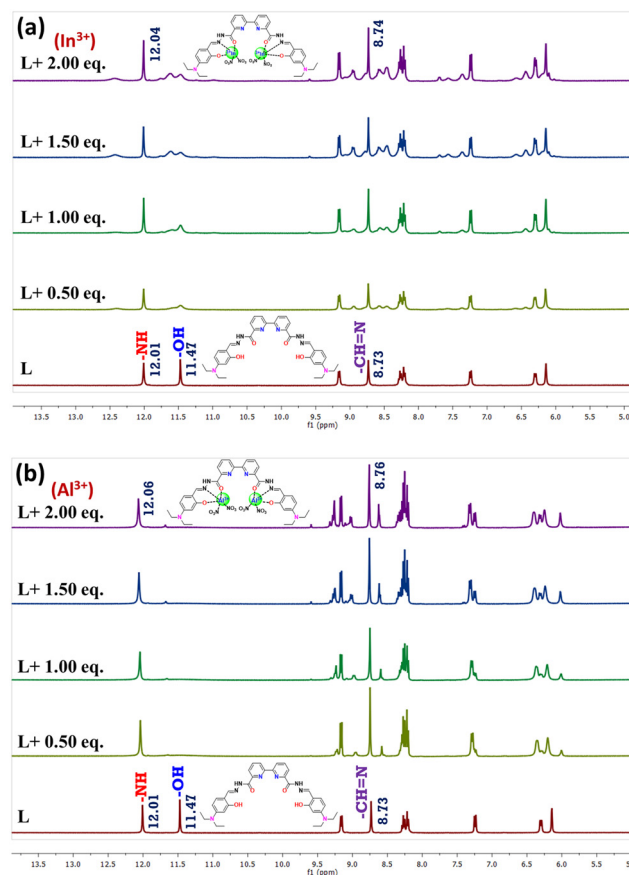 (a)
(In³⁺)
12.04
8.74
L+ 2.00 eq.
L+ 1.50 eq.
L+ 1.00 eq.
L+ 0.50 eq.
L
-NH
12.01
-OH
11.47
-CH=N
8.73
13.5 12.5 11.5 10.5 9.5 8.5 7.5 6.5 5.5
13.0 12.0 11.0 10.0 9.0 8.0 7.0 6.0 5.0
f1 (ppm)
(b)
(Al³⁺)
12.06
8.76
L+ 2.00 eq.
L+ 1.50 eq.
L+ 1.00 eq.
L+ 0.50 eq.
L
-NH
12.01
-OH
11.47
-CH=N
8.73
13.5 13.0 12.5 12.0 11.5 11.0 10.5 10.0 9.5 9.0 8.5 8.0 7.5 7.0 6.5 6.0 5.5 5.0
f1 (ppm)